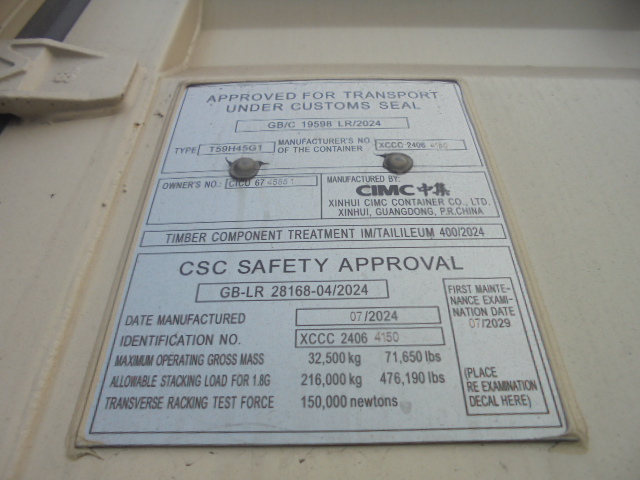 APPROVED FOR TRANSPORT
UNDER CUSTOMS SEAL
GB/C 19598 LR/2024
TYPE T59H45G1
MANUFACTURER'S NO. OF THE CONTAINER XCCC 2406 4150
OWNER'S NO.: CICU 67
MANUFACTURED BY:
CIMC 中集
XINHUI CIMC CONTAINER CO., LTD.
XINHUI, GUANGDONG, P.R.CHINA
TIMBER COMPONENT TREATMENT IM/TAILILEUM 400/2024
CSC SAFETY APPROVAL
GB-LR 28168-04/2024
DATE MANUFACTURED 07/2024
IDENTIFICATION NO. XCCC 2406 4150
MAXIMUM OPERATING GROSS MASS 32,500 kg 71,650 lbs
ALLOWABLE STACKING LOAD FOR 1.8G 216,000 kg 476,190 lbs
TRANSVERSE RACKING TEST FORCE 150,000 newtons
FIRST MAINTE-
NANCE EXAMI-
NATION DATE
07/2029
(PLACE
RE EXAMINATION
DECAL HERE)